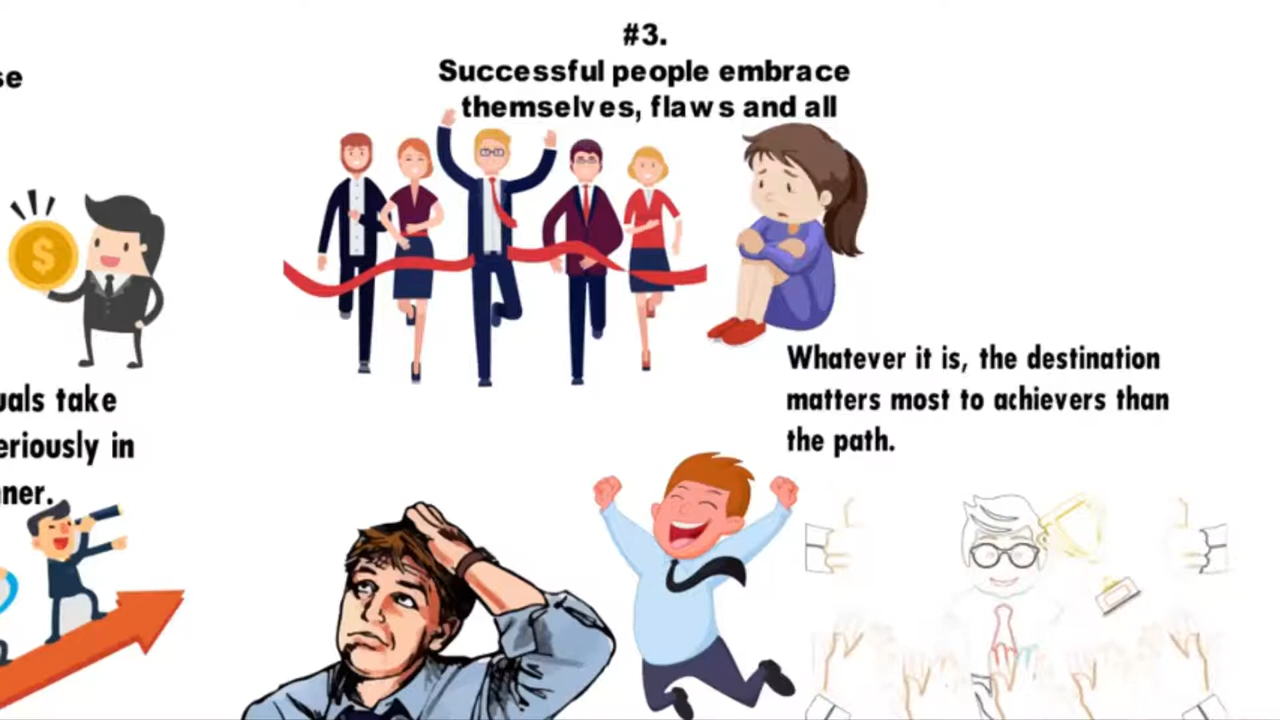 #3.
Successful people embrace
themselves, flaws and all
se
$
Whatever it is, the destination
matters most to achievers than
the path.
uals take
eriously in
ner.